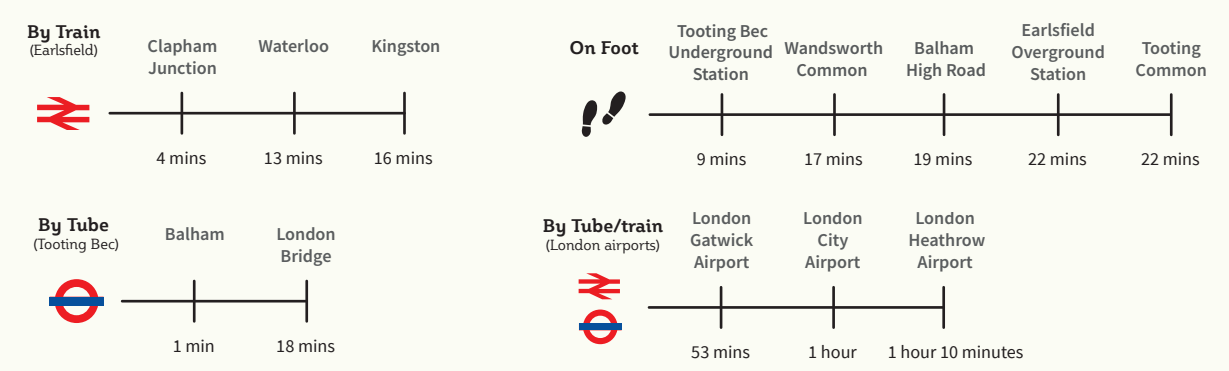 By Train
(Earlsfield)
Clapham
Junction
Waterloo
Kingston
4 mins
13 mins
16 mins
On Foot
Tooting Bec
Underground
Station
Wandsworth
Common
Balham
High Road
Earlsfield
Overground
Station
Tooting
Common
9 mins
17 mins
19 mins
22 mins
22 mins
By Tube
(Tooting Bec)
Balham
London
Bridge
1 min
18 mins
By Tube/train
(London airports)
London
Gatwick
Airport
London
City
Airport
London
Heathrow
Airport
53 mins
1 hour
1 hour 10 minutes